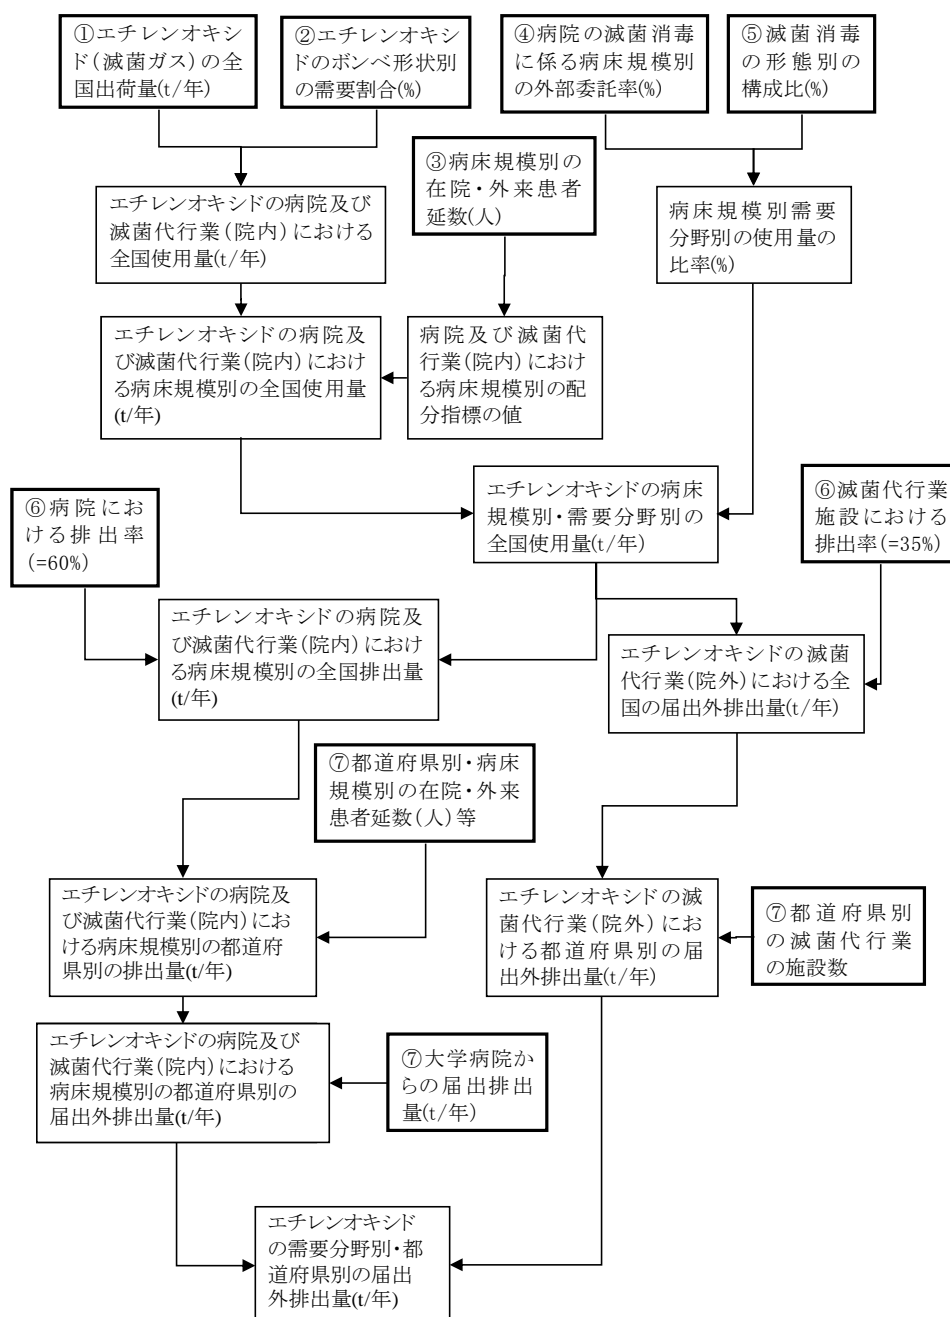 ①エチレンオキシ
ド(滅菌ガス)の全
国出荷量(t/年)
②エチレンオキシ
ドのボンベ形状別
の需要割合(%)
④病院の滅菌消毒
に係る病床規模別
の外部委託率(%)
⑤滅菌消毒
の形態別の
構成比(%)
③病床規模別の
在院・外来患者
延数(人)
エチレンオキシドの病院及び
滅菌代行業(院内)における
全国使用量(t/年)
病床規模別需要
分野別の使用量の
比率(%)
エチレンオキシドの病院及
び滅菌代行業(院内)におけ
る病床規模別の全国使用量
(t/年)
病院及び滅菌代
行業(院内)におけ
る病床規模別の配
分指標の値
エチレンオキシドの病床
規模別・需要分野別の
全国使用量(t/年)
⑥病院にお
ける排出率
(=60%)
⑥滅菌代行業
施設における
排出率(=35%)
エチレンオキシドの病院及
び滅菌代行業(院内)におけ
る病床規模別の全国排出量
(t/年)
エチレンオキシドの滅菌
代行業(院外)における全
国の届出外排出量(t/年)
⑦都道府県別・病床
規模別の在院・外来
患者延数(人)等
エチレンオキシドの病院及
び滅菌代行業(院内)にお
ける病床規模別の都道府
県別の排出量(t/年)
エチレンオキシドの滅
菌代行業(院外)にお
ける都道府県別の届
出外排出量(t/年)
⑦都道府県別
の滅菌代行業
の施設数
エチレンオキシドの病院及び
滅菌代行業(院内)における
病床規模別の都道府県別の
届出外排出量(t/年)
⑦大学病院か
らの届出排出
量(t/年)
エチレンオキシド
の需要分野別・都
道府県別の届出
外排出量(t/年)